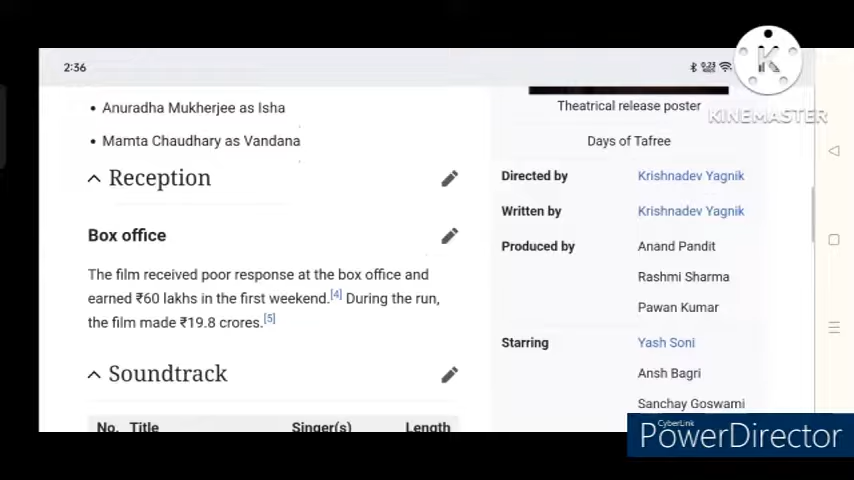 2:36
K
KINEMASTER
• Anuradha Mukherjee as Isha
• Mamta Chaudhary as Vandana
Reception
Box office
The film received poor response at the box office and
earned ₹60 lakhs in the first weekend.[4] During the run,
the film made ₹19.8 crores.[5]
Soundtrack
No. Title Singer(s) Length
Theatrical release poster
Days of Tafree
Directed by Krishnadev Yagnik
Written by Krishnadev Yagnik
Produced by Anand Pandit
Rashmi Sharma
Pawan Kumar
Starring Yash Soni
Ansh Bagri
Sanchay Goswami
CyberLink
PowerDirector